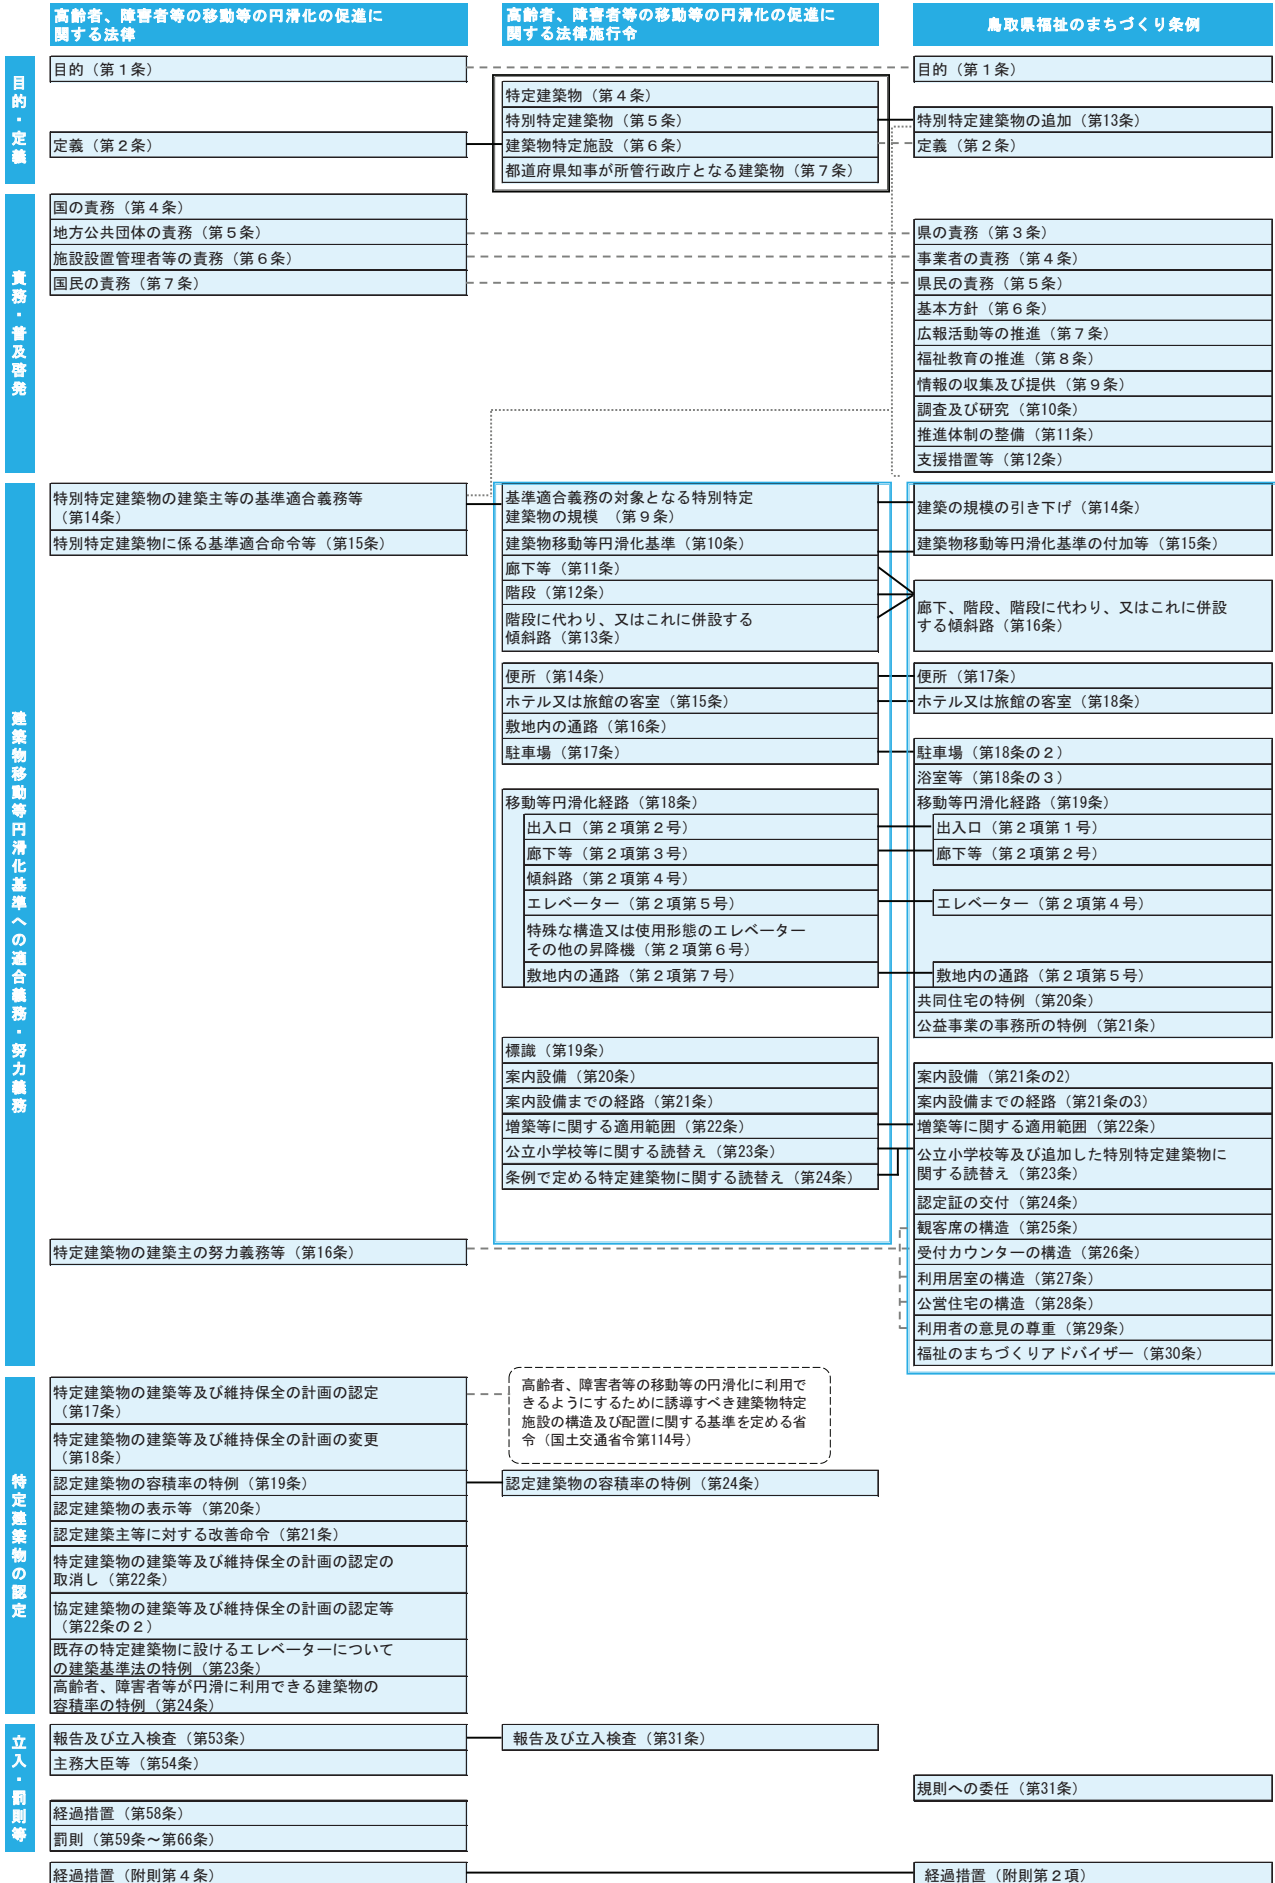 高齢者、障害者等の移動等の円滑化の促進に
関する法律
高齢者、障害者等の移動等の円滑化の促進に
関する法律施行令
鳥取県福祉のまちづくり条例
目的・定義
目的（第１条）
定義（第２条）
特定建築物（第４条）
特別特定建築物（第５条）
建築物特定施設（第６条）
都道府県知事が所管行政庁となる建築物（第７条）
目的（第１条）
特別特定建築物の追加（第13条）
定義（第２条）
責務・普及啓発
国の責務（第４条）
地方公共団体の責務（第５条）
施設設置管理者等の責務（第６条）
国民の責務（第７条）
県の責務（第３条）
事業者の責務（第４条）
県民の責務（第５条）
基本方針（第６条）
広報活動等の推進（第７条）
福祉教育の推進（第８条）
情報の収集及び提供（第９条）
調査及び研究（第10条）
推進体制の整備（第11条）
支援措置等（第12条）
建築物移動等円滑化基準への適合義務・努力義務
特別特定建築物の建築主等の基準適合義務等
（第14条）
特別特定建築物に係る基準適合命令等（第15条）
特定建築物の建築主の努力義務等（第16条）
基準適合義務の対象となる特別特定
建築物の規模　（第９条）
建築物移動等円滑化基準（第10条）
廊下等（第11条）
階段（第12条）
階段に代わり、又はこれに併設する
傾斜路（第13条）
便所（第14条）
ホテル又は旅館の客室（第15条）
敷地内の通路（第16条）
駐車場（第17条）
移動等円滑化経路（第18条）
出入口（第２項第２号）
廊下等（第２項第３号）
傾斜路（第２項第４号）
エレベーター（第２項第５号）
特殊な構造又は使用形態のエレベーター
その他の昇降機（第２項第６号）
敷地内の通路（第２項第７号）
標識（第19条）
案内設備（第20条）
案内設備までの経路（第21条）
増築等に関する適用範囲（第22条）
公立小学校等に関する読替え（第23条）
条例で定める特定建築物に関する読替え（第24条）
建築の規模の引き下げ（第14条）
建築物移動等円滑化基準の付加等（第15条）
廊下、階段、階段に代わり、又はこれに併設
する傾斜路（第16条）
便所（第17条）
ホテル又は旅館の客室（第18条）
駐車場（第18条の２）
浴室等（第18条の３）
移動等円滑化経路（第19条）
出入口（第２項第１号）
廊下等（第２項第２号）
エレベーター（第２項第４号）
敷地内の通路（第２項第５号）
共同住宅の特例（第20条）
公益事業の事務所の特例（第21条）
案内設備（第21条の2）
案内設備までの経路（第21条の3）
増築等に関する適用範囲（第22条）
公立小学校等及び追加した特別特定建築物に
関する読替え（第23条）
認定証の交付（第24条）
観客席の構造（第25条）
受付カウンターの構造（第26条）
利用居室の構造（第27条）
公営住宅の構造（第28条）
利用者の意見の尊重（第29条）
福祉のまちづくりアドバイザー（第30条）
特定建築物の認定
特定建築物の建築等及び維持保全の計画の認定
（第17条）
特定建築物の建築等及び維持保全の計画の変更
（第18条）
認定建築物の容積率の特例（第19条）
認定建築物の表示等（第20条）
認定建築主等に対する改善命令（第21条）
特定建築物の建築等及び維持保全の計画の認定の
取消し（第22条）
協定建築物の建築等及び維持保全の計画の認定等
（第22条の２）
既存の特定建築物に設けるエレベーターについて
の建築基準法の特例（第23条）
高齢者、障害者等が円滑に利用できる建築物の
容積率の特例（第24条）
高齢者、障害者等の移動等の円滑化に利用で
きるようにするために誘導すべき建築物特定
施設の構造及び配置に関する基準を定める省
令（国土交通省令第114号）
認定建築物の容積率の特例（第24条）
立入・罰則等
報告及び立入検査（第53条）
主務大臣等（第54条）
経過措置（第58条）
罰則（第59条～第66条）
経過措置（附則第４条）
報告及び立入検査（第31条）
規則への委任（第31条）
経過措置（附則第２項）